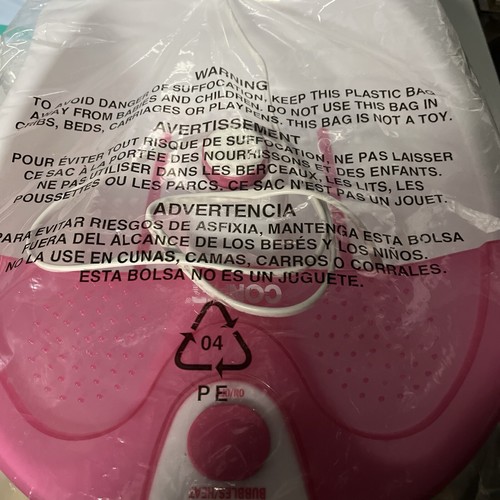 WARNING
TO AVOID DANGER OF SUFFOCATION, KEEP THIS PLASTIC BAG
AWAY FROM BABIES AND CHILDREN. DO NOT USE THIS BAG IN
CRIBS, BEDS, CARRIAGES OR PLAYPENS. THIS BAG IS NOT A TOY.
AVERTISSEMENT
POUR ÉVITER TOUT RISQUE DE SUFFOCATION, NE PAS LAISSER
CE SAC À LA PORTÉE DES NOURRISSONS ET DES ENFANTS.
NE PAS UTILISER DANS LES BERCEAUX, LES LITS, LES
POUSSETTES OU LES PARCS. CE SAC N'EST PAS UN JOUET.
ADVERTENCIA
PARA EVITAR RIESGOS DE ASFIXIA, MANTENGA ESTA BOLSA
FUERA DEL ALCANCE DE LOS BEBÉS Y LOS NIÑOS.
NO LA USE EN CUNAS, CAMAS, CARROS O CORRALES.
ESTA BOLSA NO ES UN JUGUETE.
04
PE
BUBBLES/HEAT